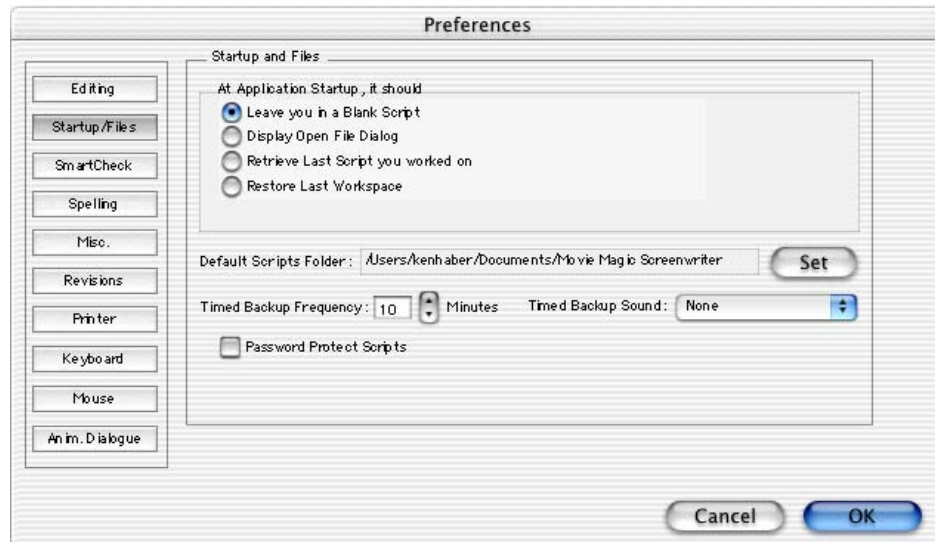 Preferences
Editing
Startup/Files
SmartCheck
Spelling
Misc.
Revisions
Printer
Keyboard
Mouse
Anim. Dialogue
Startup and Files
At Application Startup, it should
Leave you in a Blank Script
Display Open File Dialog
Retrieve Last Script you worked on
Restore Last Workspace
Default Scripts Folder: /Users/kenhaber/Documents/Movie Magic Screenwriter Set
Timed Backup Frequency: 10 Minutes Timed Backup Sound: None
Password Protect Scripts
Cancel OK